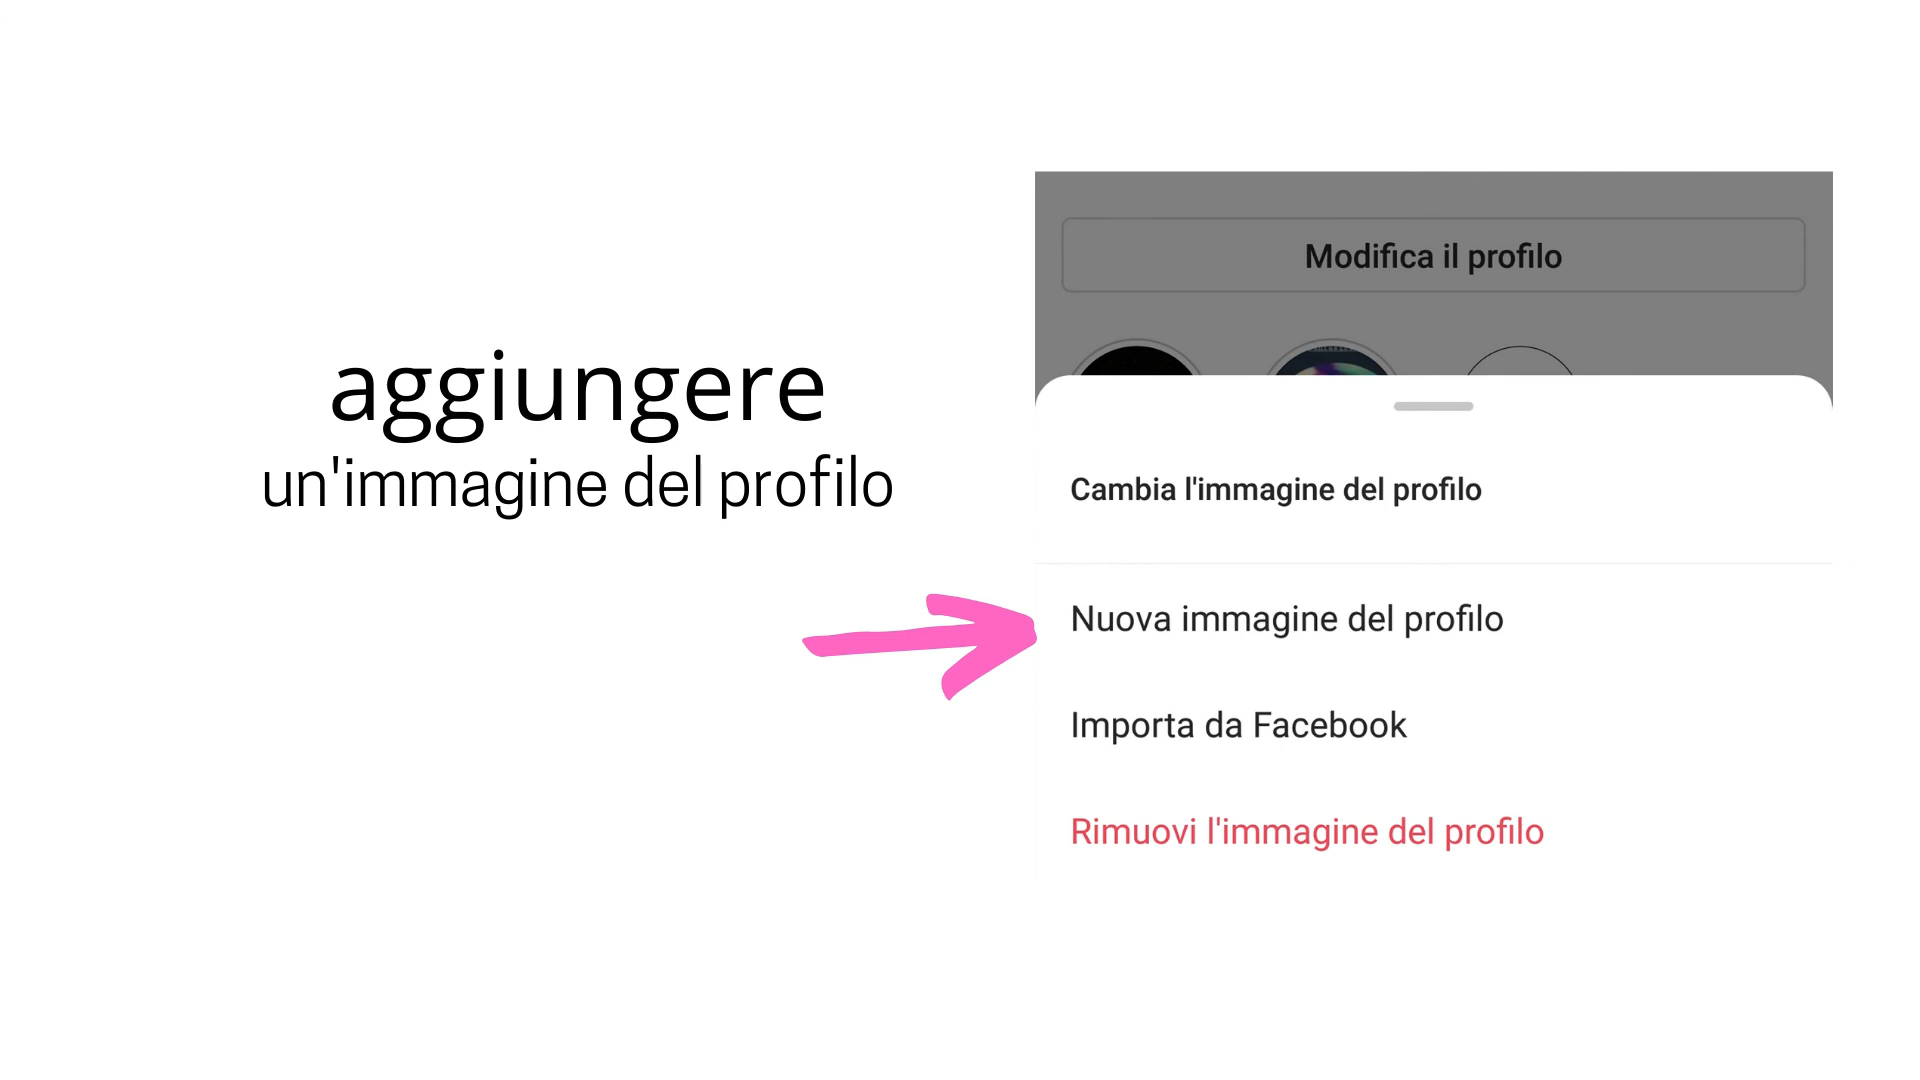 aggiungere
un'immagine del profilo
Modifica il profilo
Cambia l'immagine del profilo
Nuova immagine del profilo
Importa da Facebook
Rimuovi l'immagine del profilo